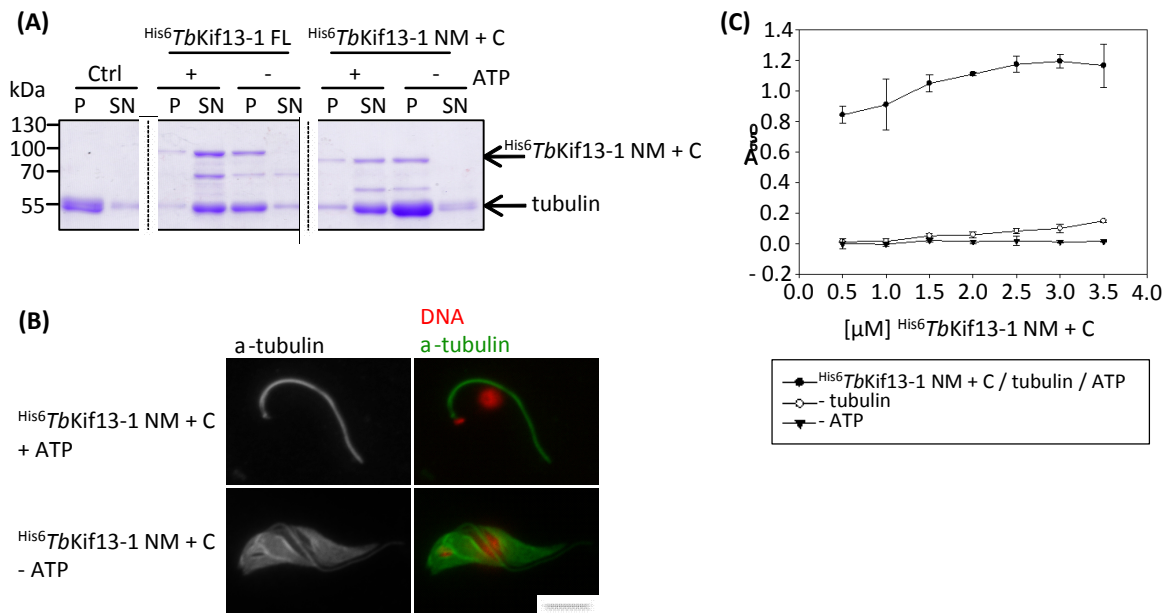 (A)
His6TbKif13-1 FL His6TbKif13-1 NM + C
Ctrl + - + - ATP
kDa P SN P SN P SN P SN P SN
130
100
70
55
His6TbKif13-1 NM + C
tubulin
(B)
DNA
a-tubulin a-tubulin
His6TbKif13-1 NM + C
+ ATP
His6TbKif13-1 NM + C
- ATP
(C)
1.4
1.2
1.0
0.8
0.6
0.4
0.2
0.0
- 0.2
0.0 0.5 1.0 1.5 2.0 2.5 3.0 3.5 4.0
[µM] His6TbKif13-1 NM + C
His6TbKif13-1 NM + C / tubulin / ATP
- tubulin
- ATP